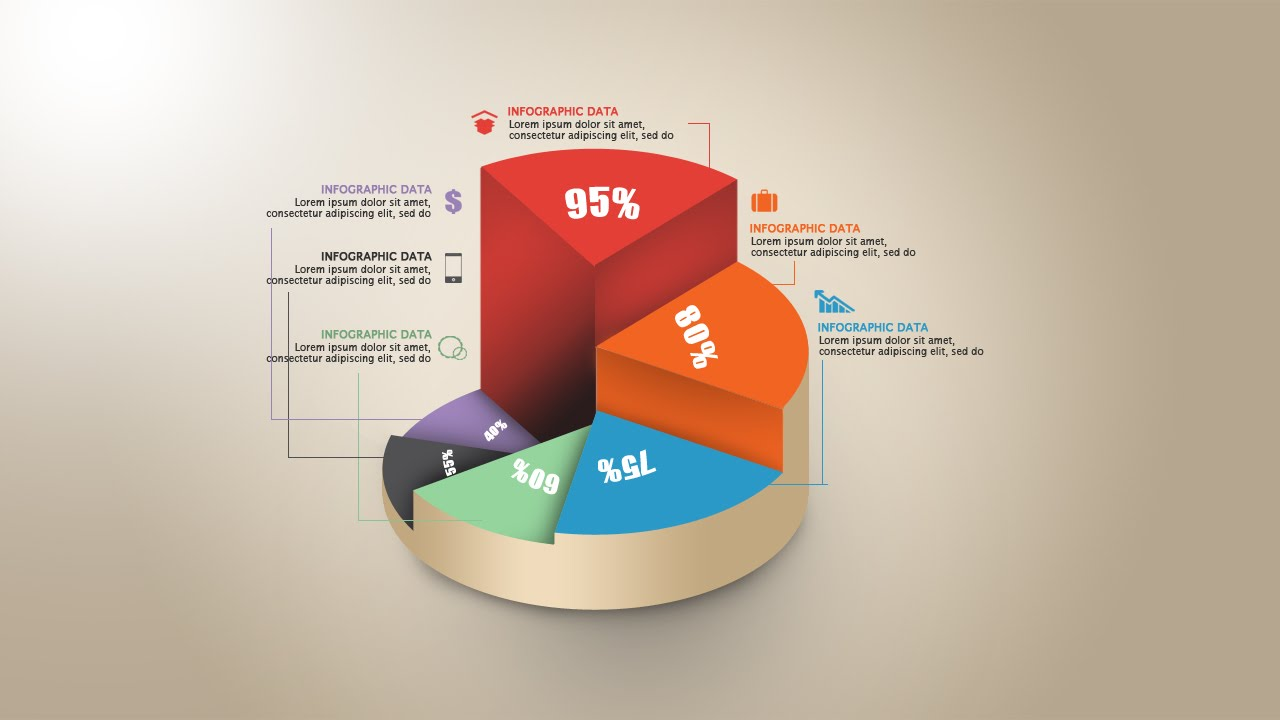 INFOGRAPHIC DATA
Lorem ipsum dolor sit amet,
consectetur adipiscing elit, sed do
95%
INFOGRAPHIC DATA
Lorem ipsum dolor sit amet,
consectetur adipiscing elit, sed do
$
INFOGRAPHIC DATA
Lorem ipsum dolor sit amet,
consectetur adipiscing elit, sed do
INFOGRAPHIC DATA
Lorem ipsum dolor sit amet,
consectetur adipiscing elit, sed do
INFOGRAPHIC DATA
Lorem ipsum dolor sit amet,
consectetur adipiscing elit, sed do
INFOGRAPHIC DATA
Lorem ipsum dolor sit amet,
consectetur adipiscing elit, sed do
80%
40%
55%
60%
75%